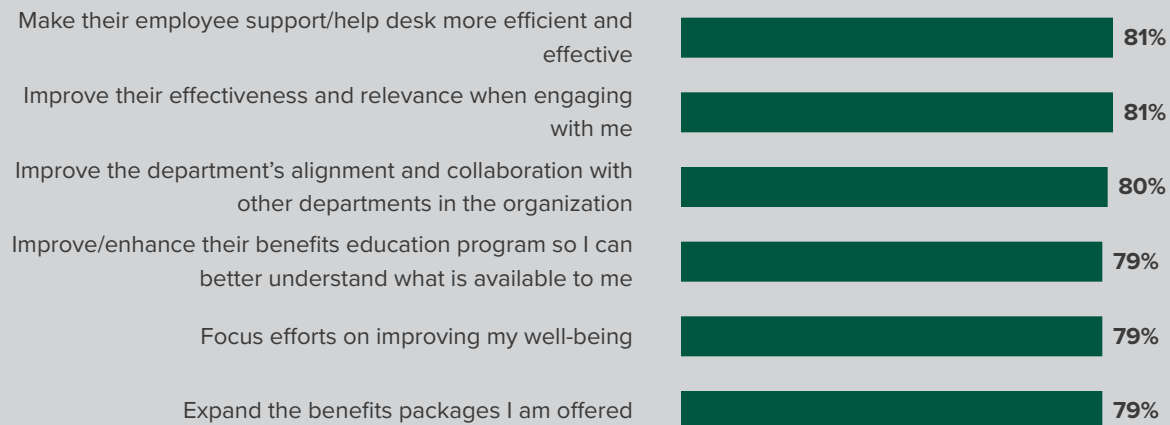 Make their employee support/help desk more efficient and
effective
81%
Improve their effectiveness and relevance when engaging
with me
81%
Improve the department’s alignment and collaboration with
other departments in the organization
80%
Improve/enhance their benefits education program so I can
better understand what is available to me
79%
Focus efforts on improving my well-being
79%
Expand the benefits packages I am offered
79%